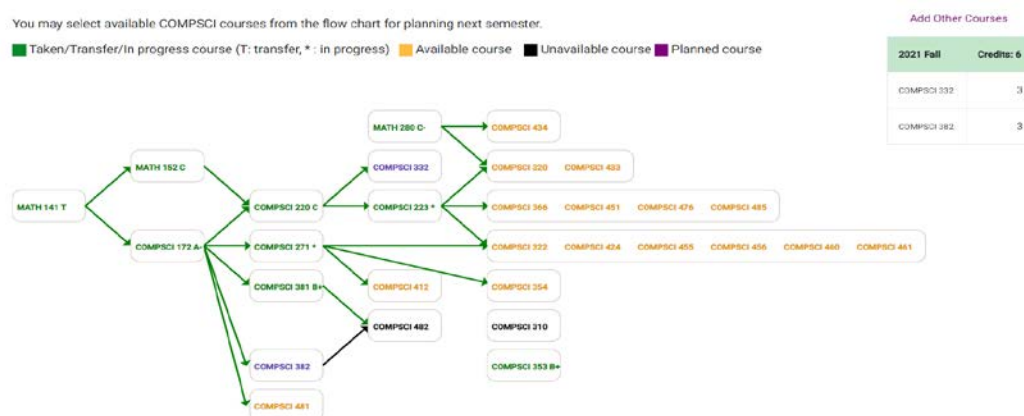 You may select available COMPSCI courses from the flow chart for planning next semester.
Add Other Courses
Taken/Transfer/In progress course (T: transfer, * : in progress) Available course Unavailable course Planned course
2021 Fall Credits: 6
COMPSCI 332 3
COMPSCI 382 3
MATH 280 C- COMPSCI 434
MATH 152 C COMPSCI 332 COMPSCI 320 COMPSCI 433
MATH 141 T COMPSCI 220 C COMPSCI 223 * COMPSCI 366 COMPSCI 451 COMPSCI 476 COMPSCI 485
COMPSCI 172 A- COMPSCI 271 * COMPSCI 322 COMPSCI 424 COMPSCI 455 COMPSCI 456 COMPSCI 460 COMPSCI 461
COMPSCI 381 B+ COMPSCI 412 COMPSCI 354
COMPSCI 482 COMPSCI 310
COMPSCI 382 COMPSCI 353 B+
COMPSCI 481